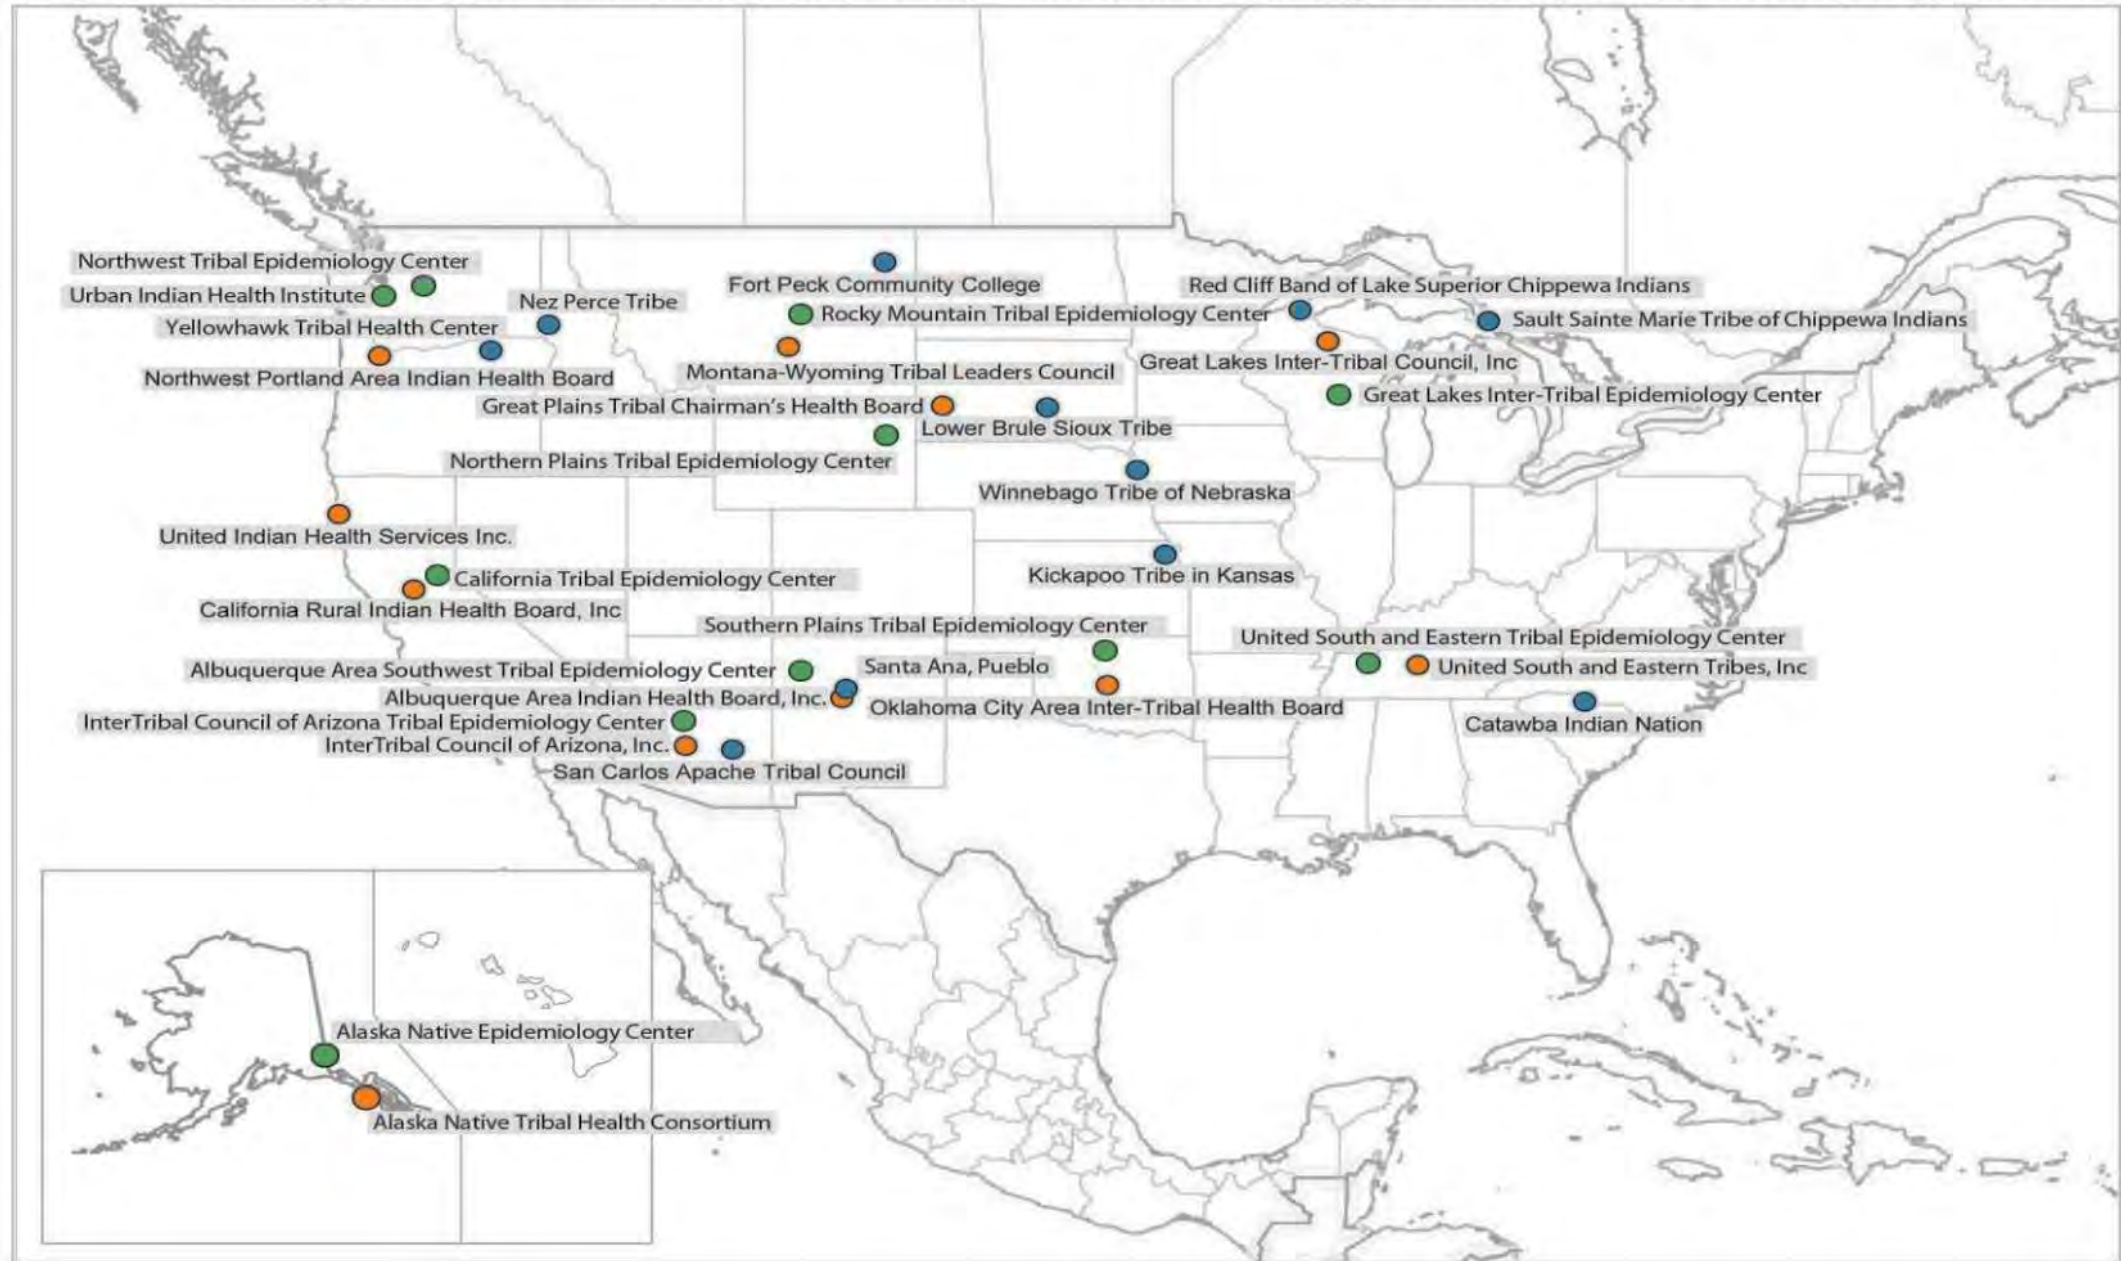 Northwest Tribal Epidemiology Center
Urban Indian Health Institute
Yellowhawk Tribal Health Center
Nez Perce Tribe
Northwest Portland Area Indian Health Board
Fort Peck Community College
Rocky Mountain Tribal Epidemiology Center
Montana-Wyoming Tribal Leaders Council
Great Plains Tribal Chairman's Health Board
Lower Brule Sioux Tribe
Northern Plains Tribal Epidemiology Center
Red Cliff Band of Lake Superior Chippewa Indians
Sault Sainte Marie Tribe of Chippewa Indians
Great Lakes Inter-Tribal Council, Inc
Great Lakes Inter-Tribal Epidemiology Center
Winnebago Tribe of Nebraska
United Indian Health Services Inc.
California Tribal Epidemiology Center
California Rural Indian Health Board, Inc
Kickapoo Tribe in Kansas
Southern Plains Tribal Epidemiology Center
United South and Eastern Tribal Epidemiology Center
United South and Eastern Tribes, Inc
Albuquerque Area Southwest Tribal Epidemiology Center
Santa Ana, Pueblo
Albuquerque Area Indian Health Board, Inc.
Oklahoma City Area Inter-Tribal Health Board
InterTribal Council of Arizona Tribal Epidemiology Center
InterTribal Council of Arizona, Inc.
San Carlos Apache Tribal Council
Catawba Indian Nation
Alaska Native Epidemiology Center
Alaska Native Tribal Health Consortium